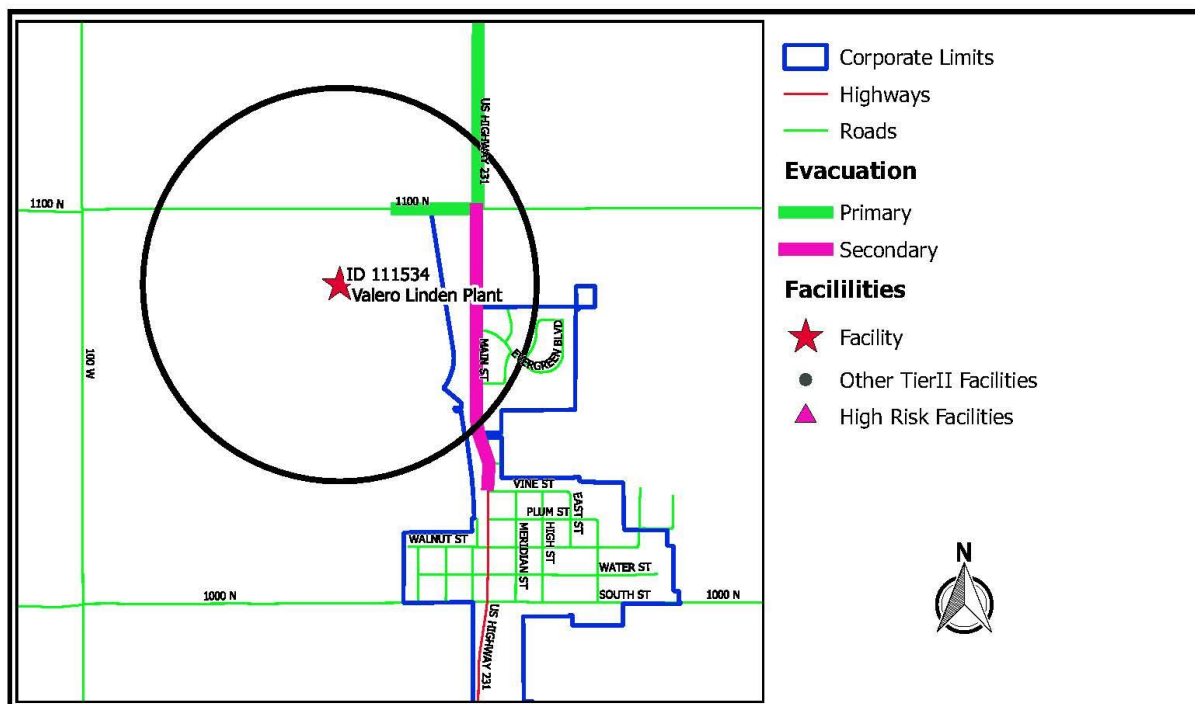 US HIGHWAY 231
1100 N
1100 N
ID 111534
Valero Linden Plant
100 W
MAIN ST
EVERGREEN BLVD
VINE ST
EAST ST
PLUM ST
WALNUT ST
MERIDIAN ST
HIGH ST
WATER ST
SOUTH ST
1000 N
1000 N
US HIGHWAY 231
Corporate Limits
Highways
Roads
Evacuation
Primary
Secondary
Facililities
Facility
Other TierII Facilities
High Risk Facilities
N